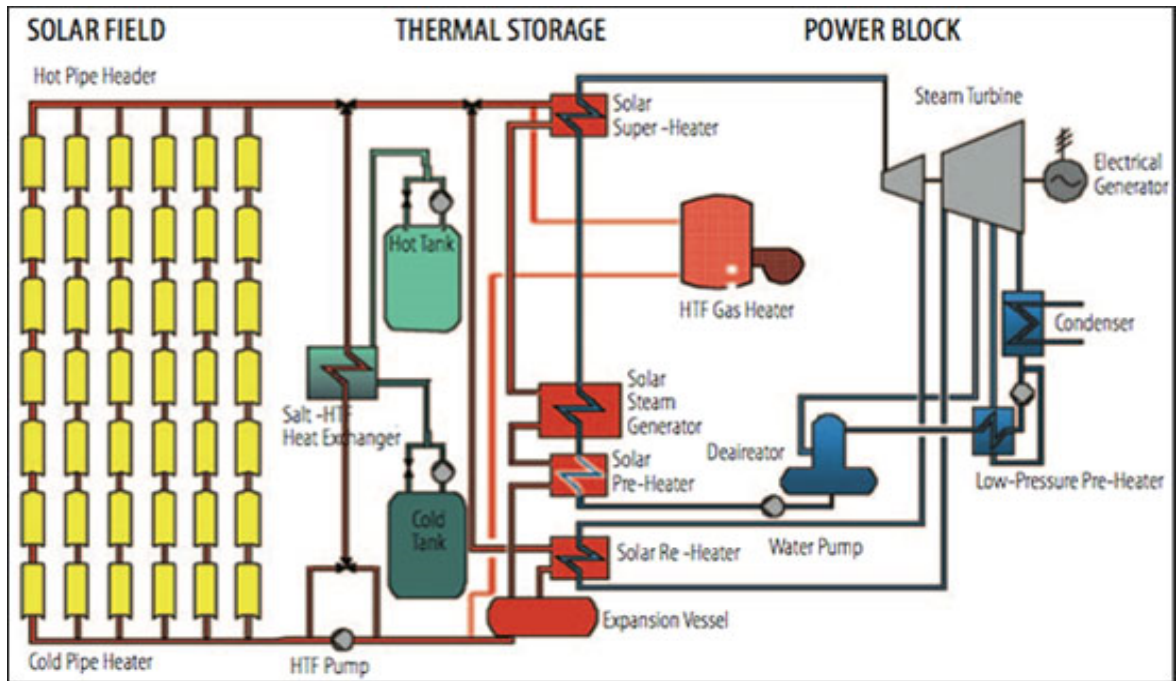 SOLAR FIELD
THERMAL STORAGE
POWER BLOCK
Hot Pipe Header
Solar
Super -Heater
Steam Turbine
Electrical
Generator
Hot Tank
HTF Gas Heater
Condenser
Salt -HTF
Heat Exchanger
Solar
Steam
Generator
Deaireator
Solar
Pre-Heater
Low-Pressure Pre-Heater
Cold
Tank
Solar Re -Heater
Water Pump
Expansion Vessel
Cold Pipe Heater
HTF Pump